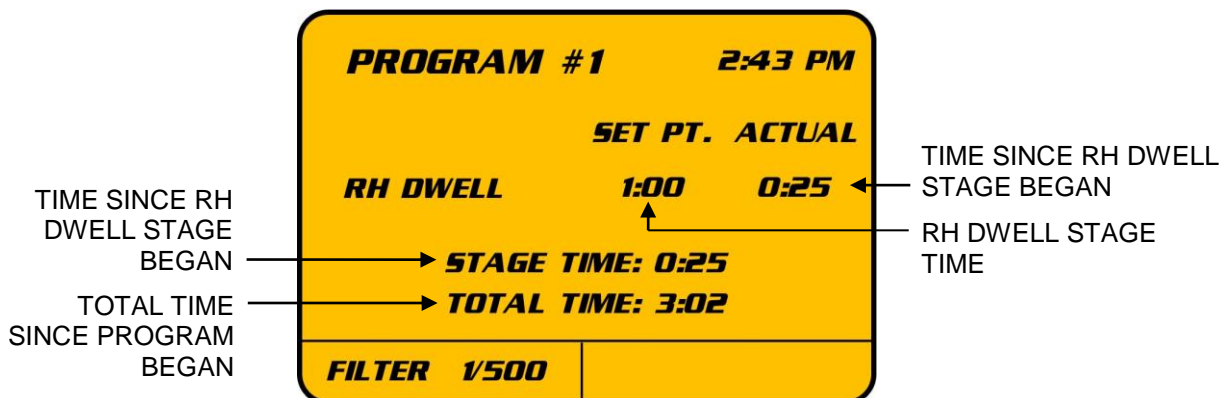 PROGRAM #1 2:43 PM
SET PT. ACTUAL
RH DWELL 1:00 0:25
STAGE TIME: 0:25
TOTAL TIME: 3:02
FILTER 1/500
TIME SINCE RH
DWELL STAGE
BEGAN
TOTAL TIME
SINCE PROGRAM
BEGAN
TIME SINCE RH DWELL
STAGE BEGAN
RH DWELL STAGE
TIME